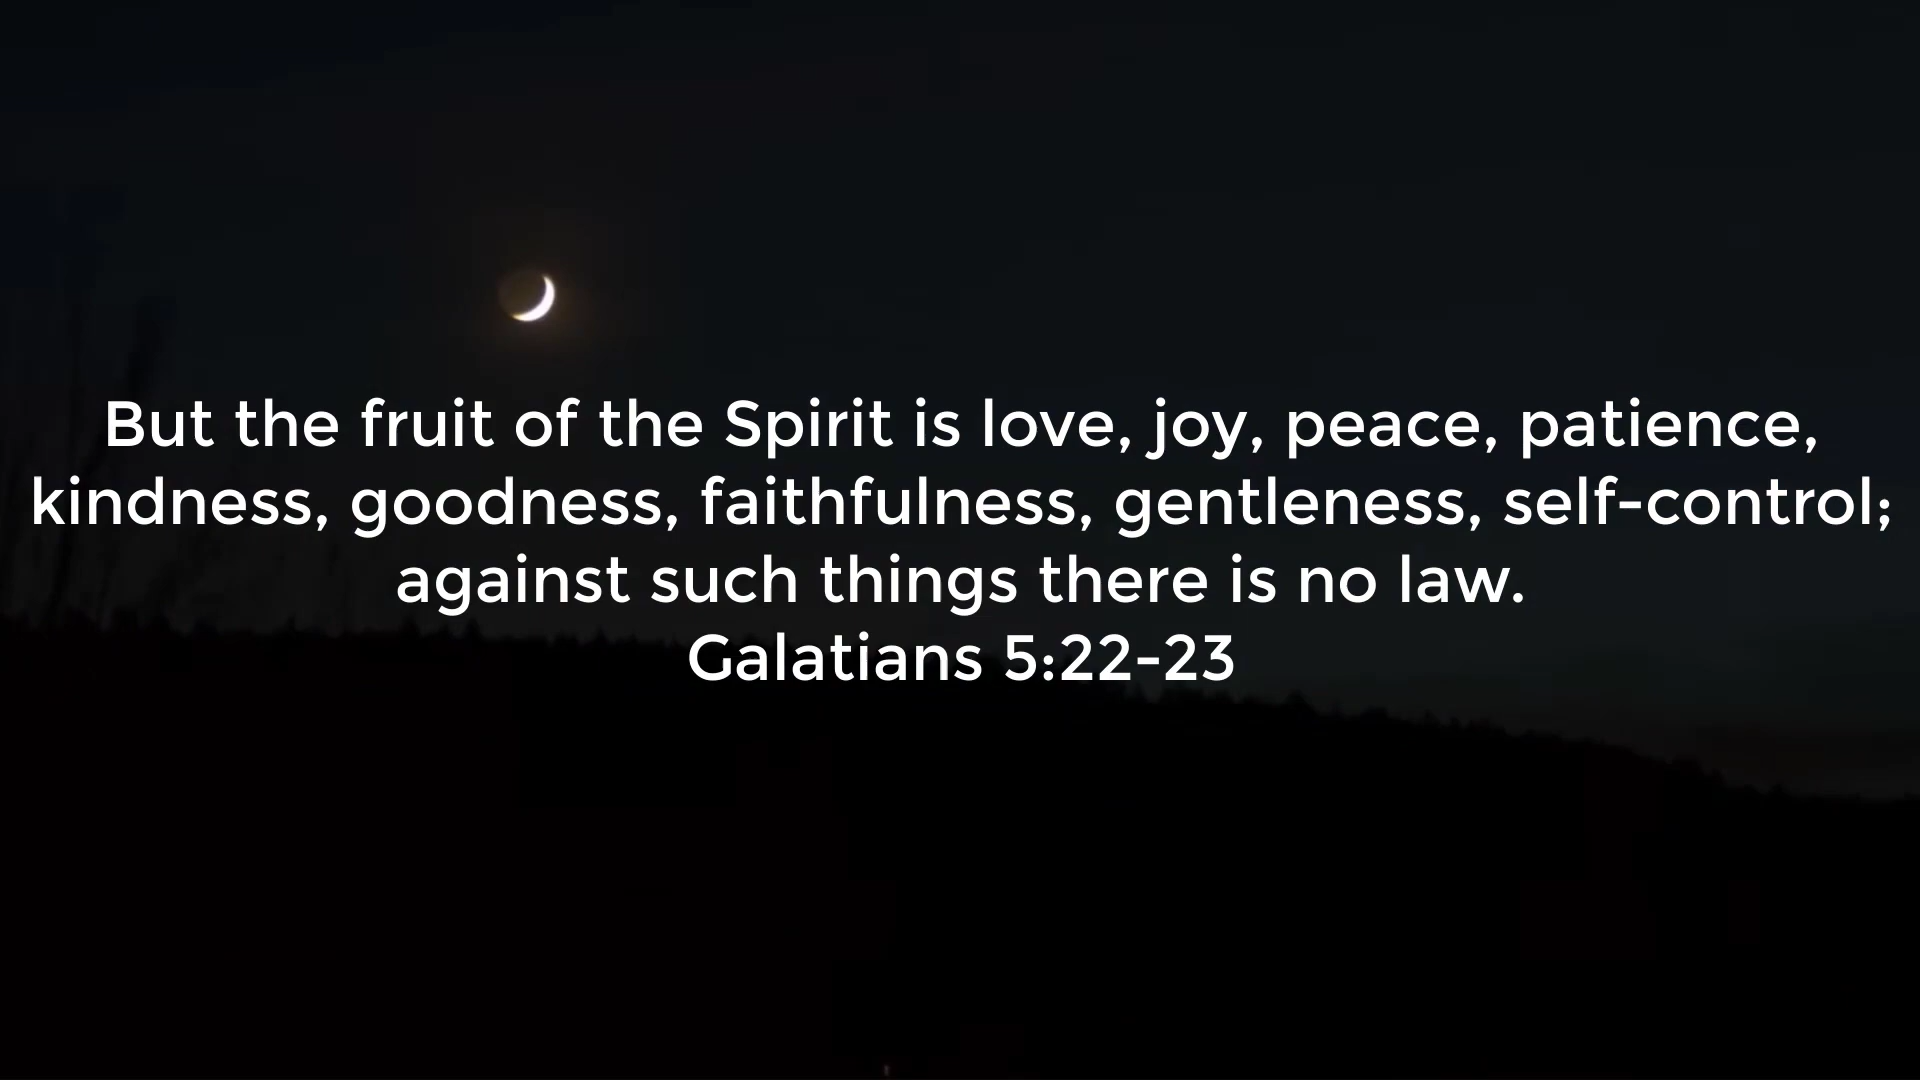 But the fruit of the Spirit is love, joy, peace, patience,
kindness, goodness, faithfulness, gentleness, self-control;
against such things there is no law.
Galatians 5:22-23